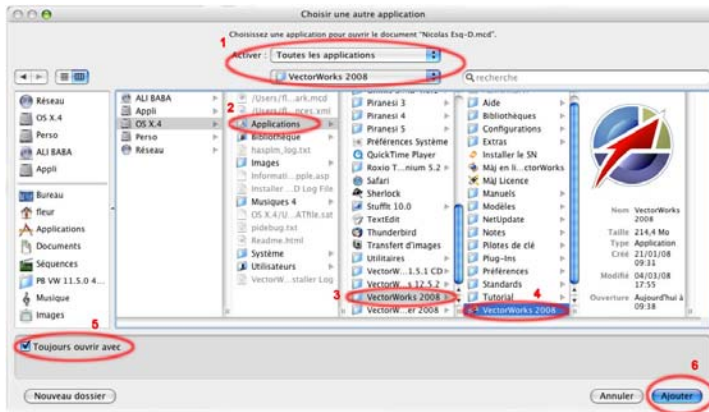 Choisir une autre application
Choisissez une application pour ouvrir le document "Nicolas Esq-D.mcd".
1
Activer : Toutes les applications
VectorWorks 2008
recherche
Réseau
OS X.4
Perso
ALI BABA
Appli
Bureau
fleur
Applications
Documents
Séquences
PB VW 11.5.0 4...
Musique
Images
ALI BABA
Appli
OS X.4
Perso
Réseau
2
/Users/fl...ark.mcd
/Users/fl...nces.xml
Applications
Bibliothèque
hasplm_log.txt
Images
Informati...pple.asp
Installer ...D Log File
Musiques 4
OS X.4/U...ATfile.sat
pidebug.txt
Readme.html
Système
Utilisateurs
VectorW...staller Log
Piranesi 3
Piranesi 4
Piranesi 5
Préférences Système
QuickTime Player
Roxio T...nium 5.2
Safari
Sherlock
StuffIt 10.0
TextEdit
Thunderbird
Transfert d'images
Utilitaires
VectorW...1.5.1 CD
VectorW...s 12.5.2
3
VectorWorks 2008
VectorW...er 2008
Aide
Bibliothèques
Configurations
Extras
Installer le SN
Màj en li...ctorWorks
MàJ Licence
Manuels
Modèles
NetUpdate
Notes
Pilotes de clé
Plug-Ins
Préférences
Standards
Tutorial
4
VectorWorks 2008
Nom VectorWorks 2008
Taille 214,4 Mo
Type Application
Créé 21/01/08 09:31
Modifié 04/03/08 17:55
Ouverture Aujourd'hui à 09:38
5
Toujours ouvrir avec
6
Nouveau dossier
Annuler
Ajouter